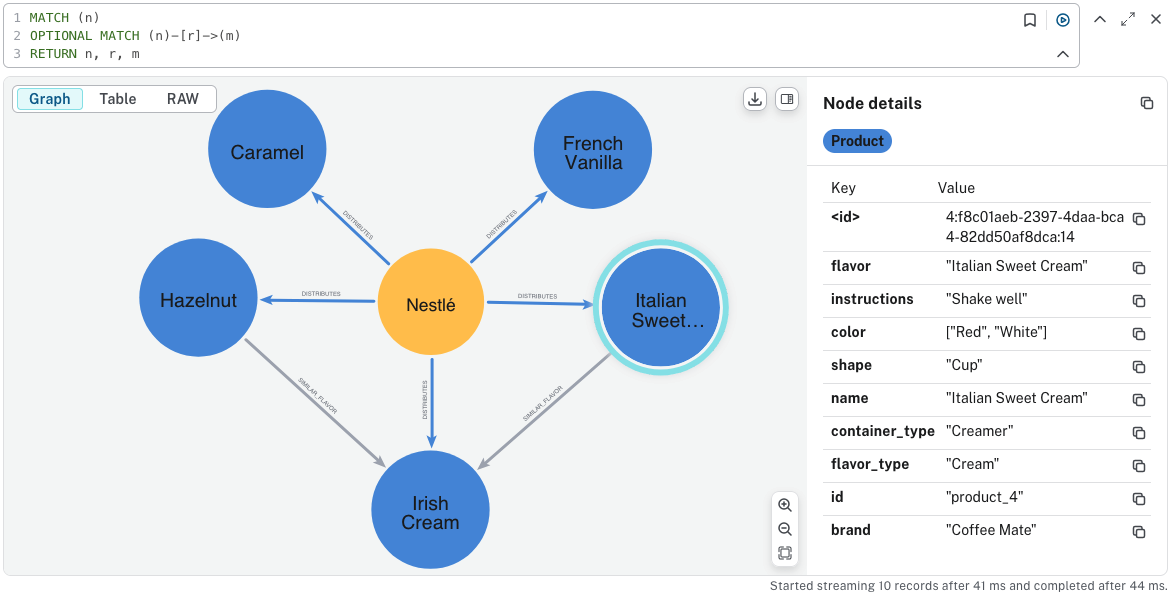 1 MATCH (n)
2 OPTIONAL MATCH (n)-[r]->(m)
3 RETURN n, r, m
Graph Table RAW
Caramel
French
Vanilla
DISTRIBUTES
DISTRIBUTES
Hazelnut
DISTRIBUTES
Nestlé
DISTRIBUTES
Italian
Sweet...
DISTRIBUTES
SIMILAR_FLAVOR
SIMILAR_FLAVOR
Irish
Cream
Node details
Product
Key Value
<id> 4:f8c01aeb-2397-4daa-bca
4-82dd50af8dca:14
flavor "Italian Sweet Cream"
instructions "Shake well"
color ["Red", "White"]
shape "Cup"
name "Italian Sweet Cream"
container_type "Creamer"
flavor_type "Cream"
id "product_4"
brand "Coffee Mate"
Started streaming 10 records after 41 ms and completed after 44 ms.